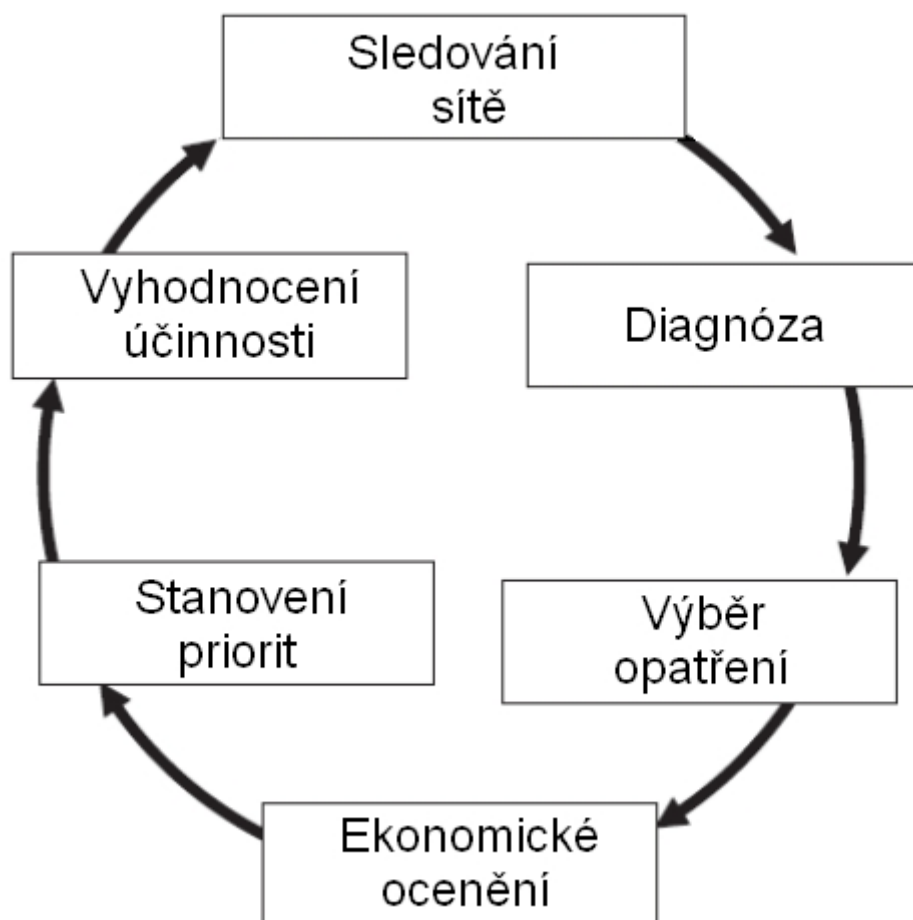 Sledování
sítě
Diagnóza
Výběr
opatření
Ekonomické
ocenění
Stanovení
priorit
Vyhodnocení
účinnosti